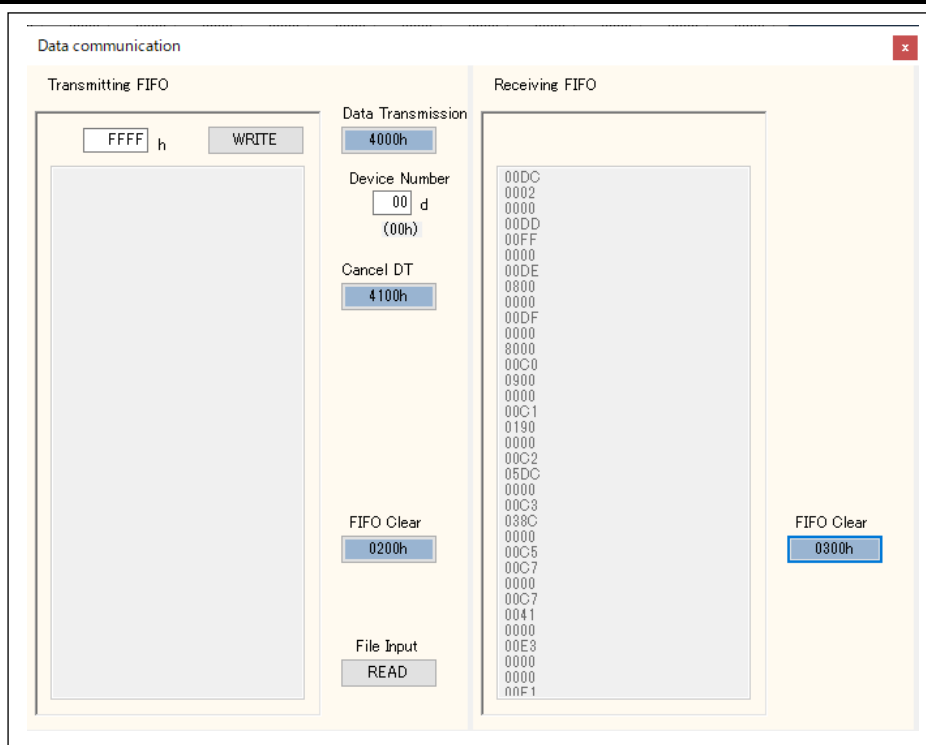 Data communication
x
Transmitting FIFO
FFFF h WRITE
Data Transmission
4000h
Device Number
00 d
(00h)
Cancel DT
4100h
FIFO Clear
0200h
File Input
READ
Receiving FIFO
00DC
0002
0000
00DD
00FF
0000
00DE
0800
0000
00DF
0000
8000
00C0
0900
0000
00C1
0190
0000
00C2
05DC
0000
00C3
038C
0000
00C5
00C7
0000
00C7
0041
0000
00E3
0000
0000
FIFO Clear
0300h